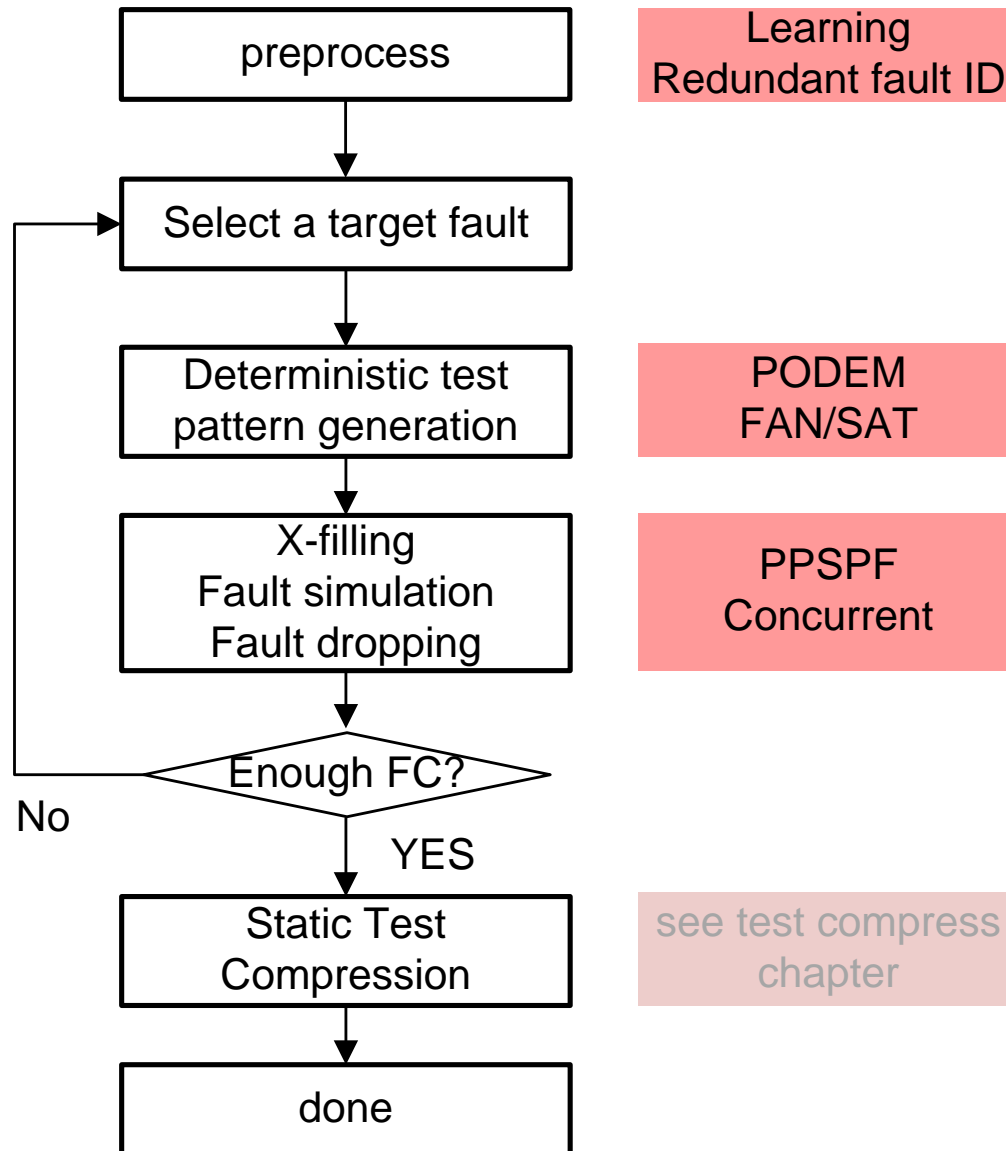 preprocess
Learning
Redundant fault ID
Select a target fault
Deterministic test
pattern generation
PODEM
FAN/SAT
X-filling
Fault simulation
Fault dropping
PPSPF
Concurrent
Enough FC?
No
YES
Static Test
Compression
see test compress
chapter
done